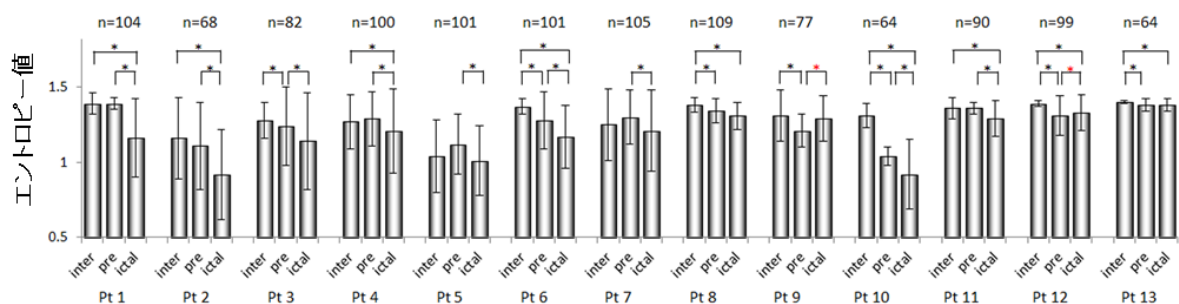 n=104 n=68 n=82 n=100 n=101 n=101 n=105 n=109 n=77 n=64 n=90 n=99 n=64
* * * * * * * * * * * * * * * * * * * * * * * * * *
エントロピー値
1.5
1
0.5
inter pre ictal inter pre ictal inter pre ictal inter pre ictal inter pre ictal inter pre ictal inter pre ictal inter pre ictal inter pre ictal inter pre ictal inter pre ictal inter pre ictal inter pre ictal
Pt 1 Pt 2 Pt 3 Pt 4 Pt 5 Pt 6 Pt 7 Pt 8 Pt 9 Pt 10 Pt 11 Pt 12 Pt 13